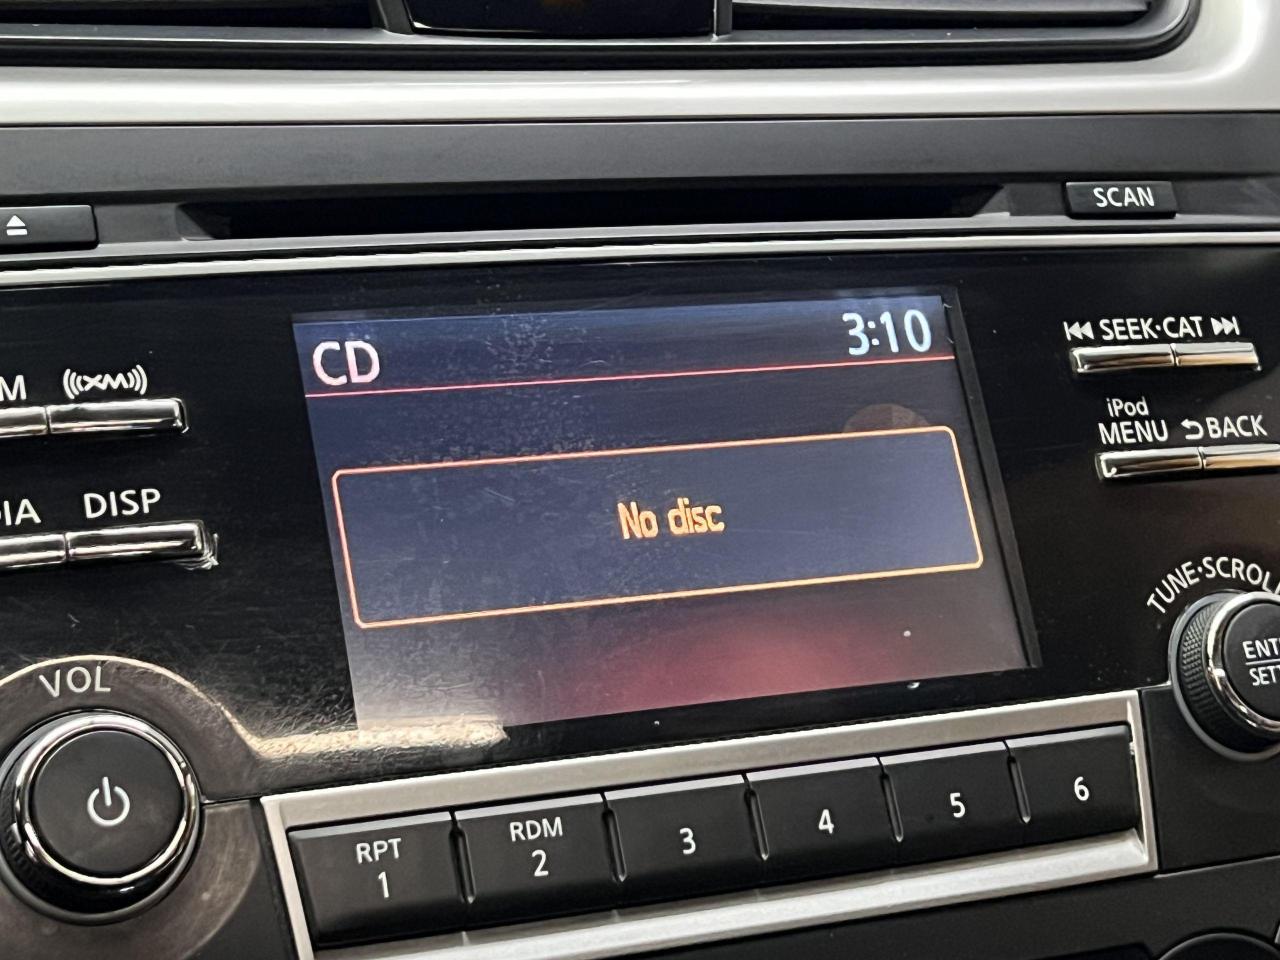 SCAN
CD 3:10
SEEK·CAT
XM
iPod
MENU BACK
DISP
No disc
TUNE·SCROLL
VOL
RPT
1
RDM
2
3
4
5
6